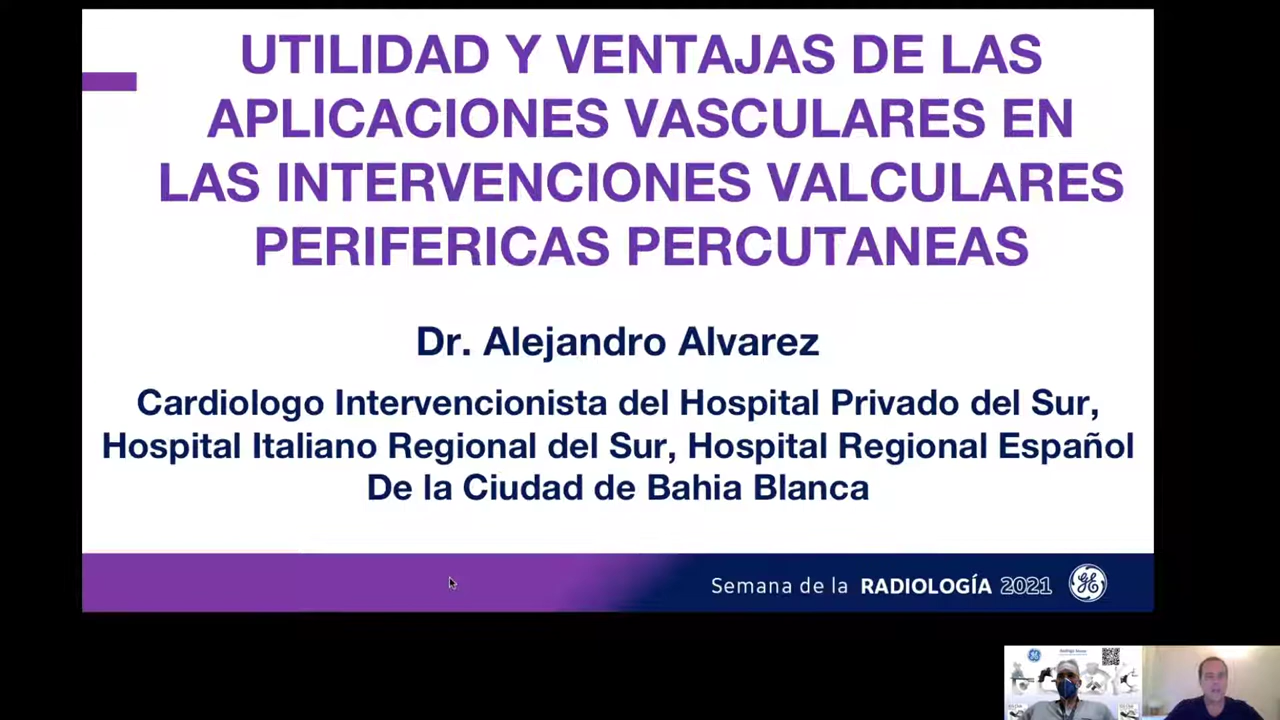 UTILIDAD Y VENTAJAS DE LAS
APLICACIONES VASCULARES EN
LAS INTERVENCIONES VALCULARES
PERIFERICAS PERCUTANEAS
Dr. Alejandro Alvarez
Cardiologo Intervencionista del Hospital Privado del Sur,
Hospital Italiano Regional del Sur, Hospital Regional Español
De la Ciudad de Bahia Blanca
Semana de la RADIOLOGÍA 2021